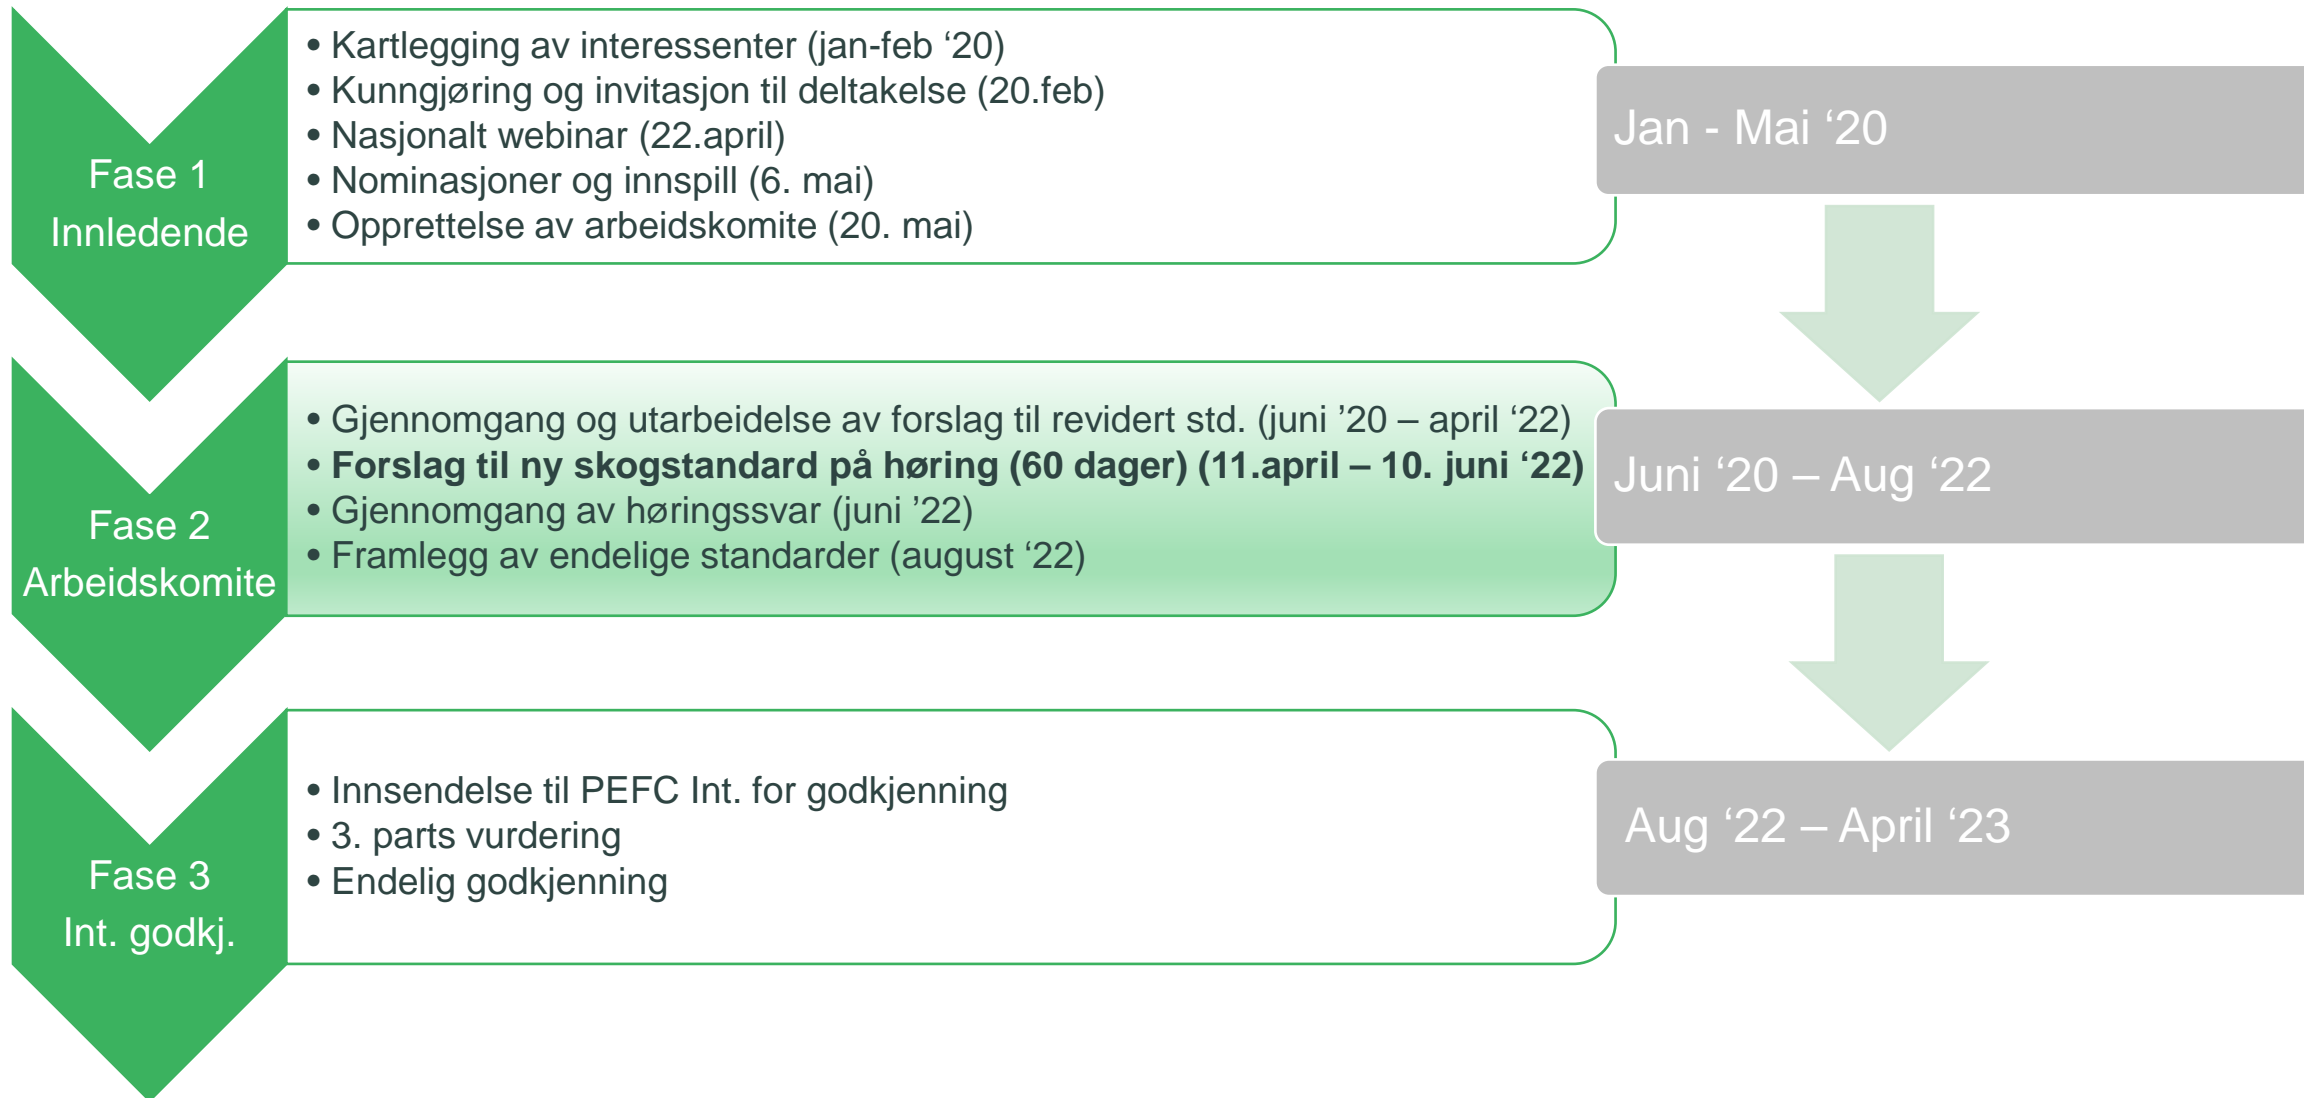 Fase 1
Innledende
• Kartlegging av interessenter (jan-feb ‘20)
• Kunngjøring og invitasjon til deltakelse (20.feb)
• Nasjonalt webinar (22.april)
• Nominasjoner og innspill (6. mai)
• Opprettelse av arbeidskomite (20. mai)
Jan - Mai ‘20
Fase 2
Arbeidskomite
• Gjennomgang og utarbeidelse av forslag til revidert std. (juni ’20 – april ‘22)
• Forslag til ny skogstandard på høring (60 dager) (11.april – 10. juni ‘22)
• Gjennomgang av høringssvar (juni ’22)
• Framlegg av endelige standarder (august ‘22)
Juni ‘20 – Aug ‘22
Fase 3
Int. godkj.
• Innsendelse til PEFC Int. for godkjenning
• 3. parts vurdering
• Endelig godkjenning
Aug ‘22 – April ‘23